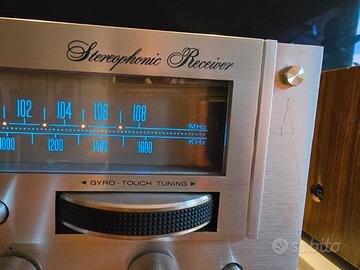 Stereophonic Receiver
102 104 106 108 MHz
1000 1200 1400 1600 KHz
◄ GYRO-TOUCH TUNING ►
subito